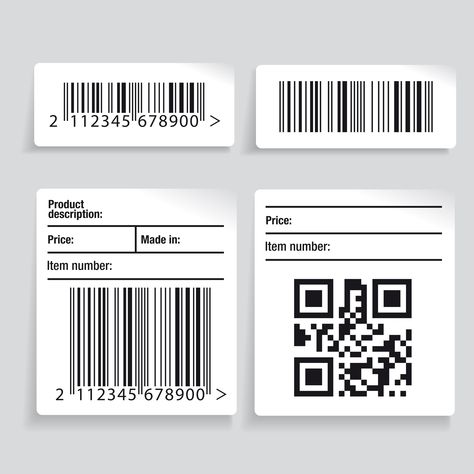 2 112345 678900 >
Product
description:
Price: Made in:
Item number:
2 112345 678900 >
Price:
Item number: